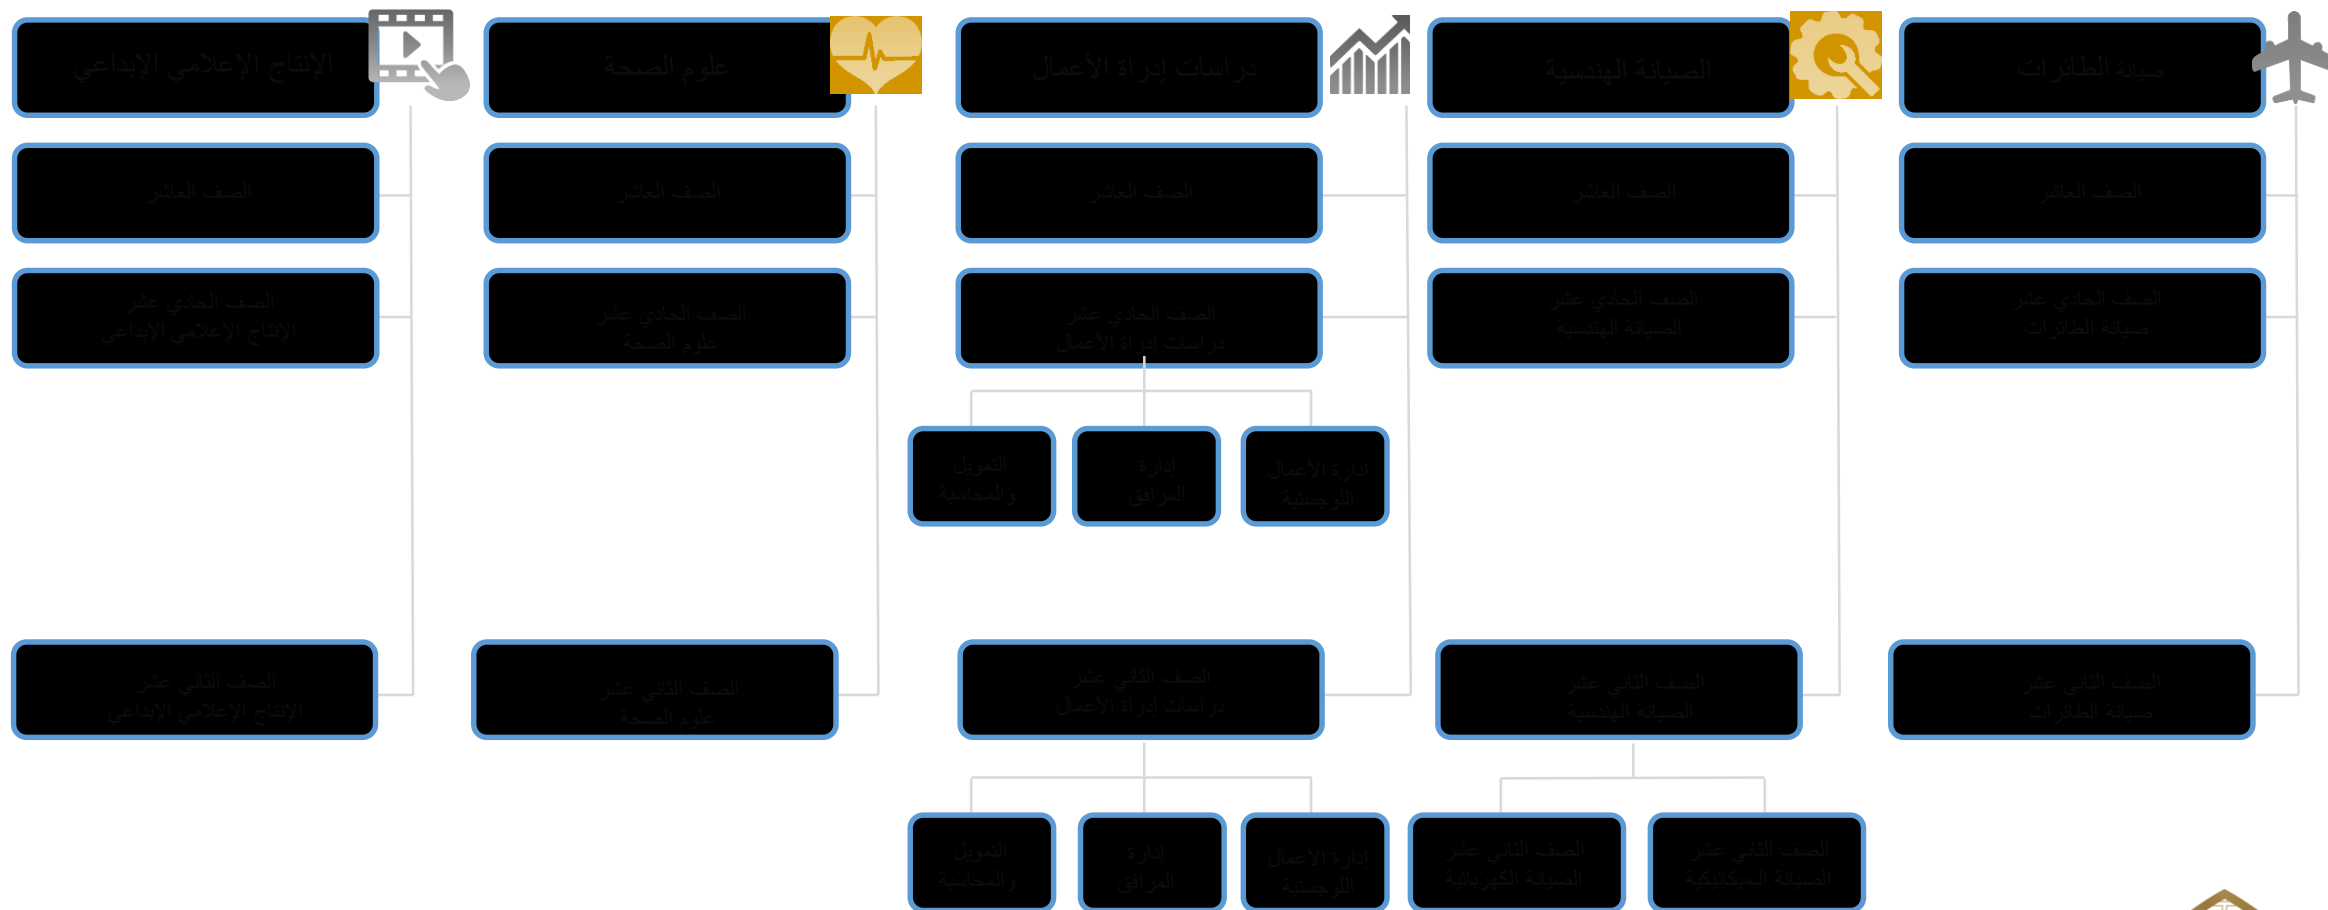 صيانة الطائرات
الصيانة الهندسية
دراسات إدراة الأعمال
علوم الصحة
الإنتاج الإعلامي الإبداعي
الصف العاشر
الصف العاشر
الصف العاشر
الصف العاشر
الصف العاشر
الصف الحادي عشر
صيانة الطائرات
الصف الحادي عشر
الصيانة الهندسية
الصف الحادي عشر
دراسات إدراة الأعمال
الصف الحادي عشر
علوم الصحة
الصف الحادي عشر
الإنتاج الإعلامي الإبداعي
إدارة الأعمال
اللوجستية
إدارة
المرافق
التمويل
والمحاسبة
الصف الثاني عشر
صيانة الطائرات
الصف الثاني عشر
الصيانة الهندسية
الصف الثاني عشر
دراسات إدراة الأعمال
الصف الثاني عشر
علوم الصحة
الصف الثاني عشر
الانتاج الاعلامي الإبداعي
الصف الثاني عشر
الصيانة الميكانيكية
الصف الثاني عشر
الصيانة الكهربائية
إدارة الأعمال
اللوجستية
إدارة
المرافق
التمويل
والمحاسبة